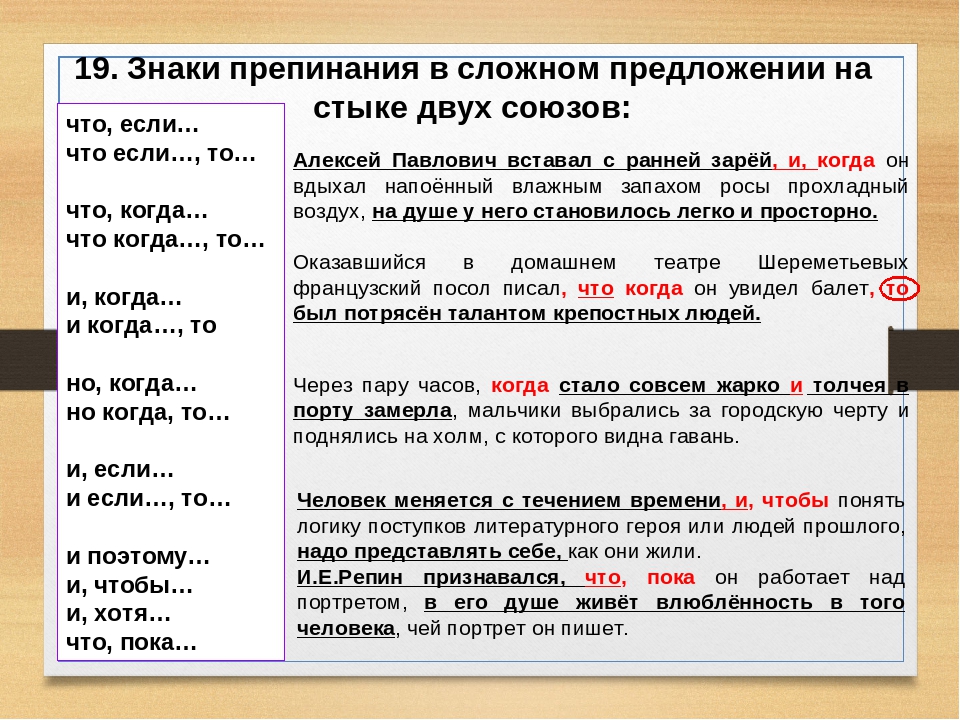 19. Знаки препинания в сложном предложении на
стыке двух союзов:
что, если…
что если…, то…
что, когда…
что когда…, то…
и, когда…
и когда…, то
но, когда…
но когда, то…
и, если…
и если…, то…
и поэтому…
и, чтобы…
и, хотя…
что, пока…
Алексей Павлович вставал с ранней зарёй, и, когда он
вдыхал напоённый влажным запахом росы прохладный
воздух, на душе у него становилось легко и просторно.
Оказавшийся в домашнем театре Шереметьевых
французский посол писал, что когда он увидел балет, то
был потрясён талантом крепостных людей.
Через пару часов, когда стало совсем жарко и толчея в
порту замерла, мальчики выбрались за городскую черту и
поднялись на холм, с которого видна гавань.
Человек меняется с течением времени, и, чтобы понять
логику поступков литературного героя или людей прошлого,
надо представлять себе, как они жили.
И.Е.Репин признавался, что, пока он работает над
портретом, в его душе живёт влюблённость в того
человека, чей портрет он пишет.